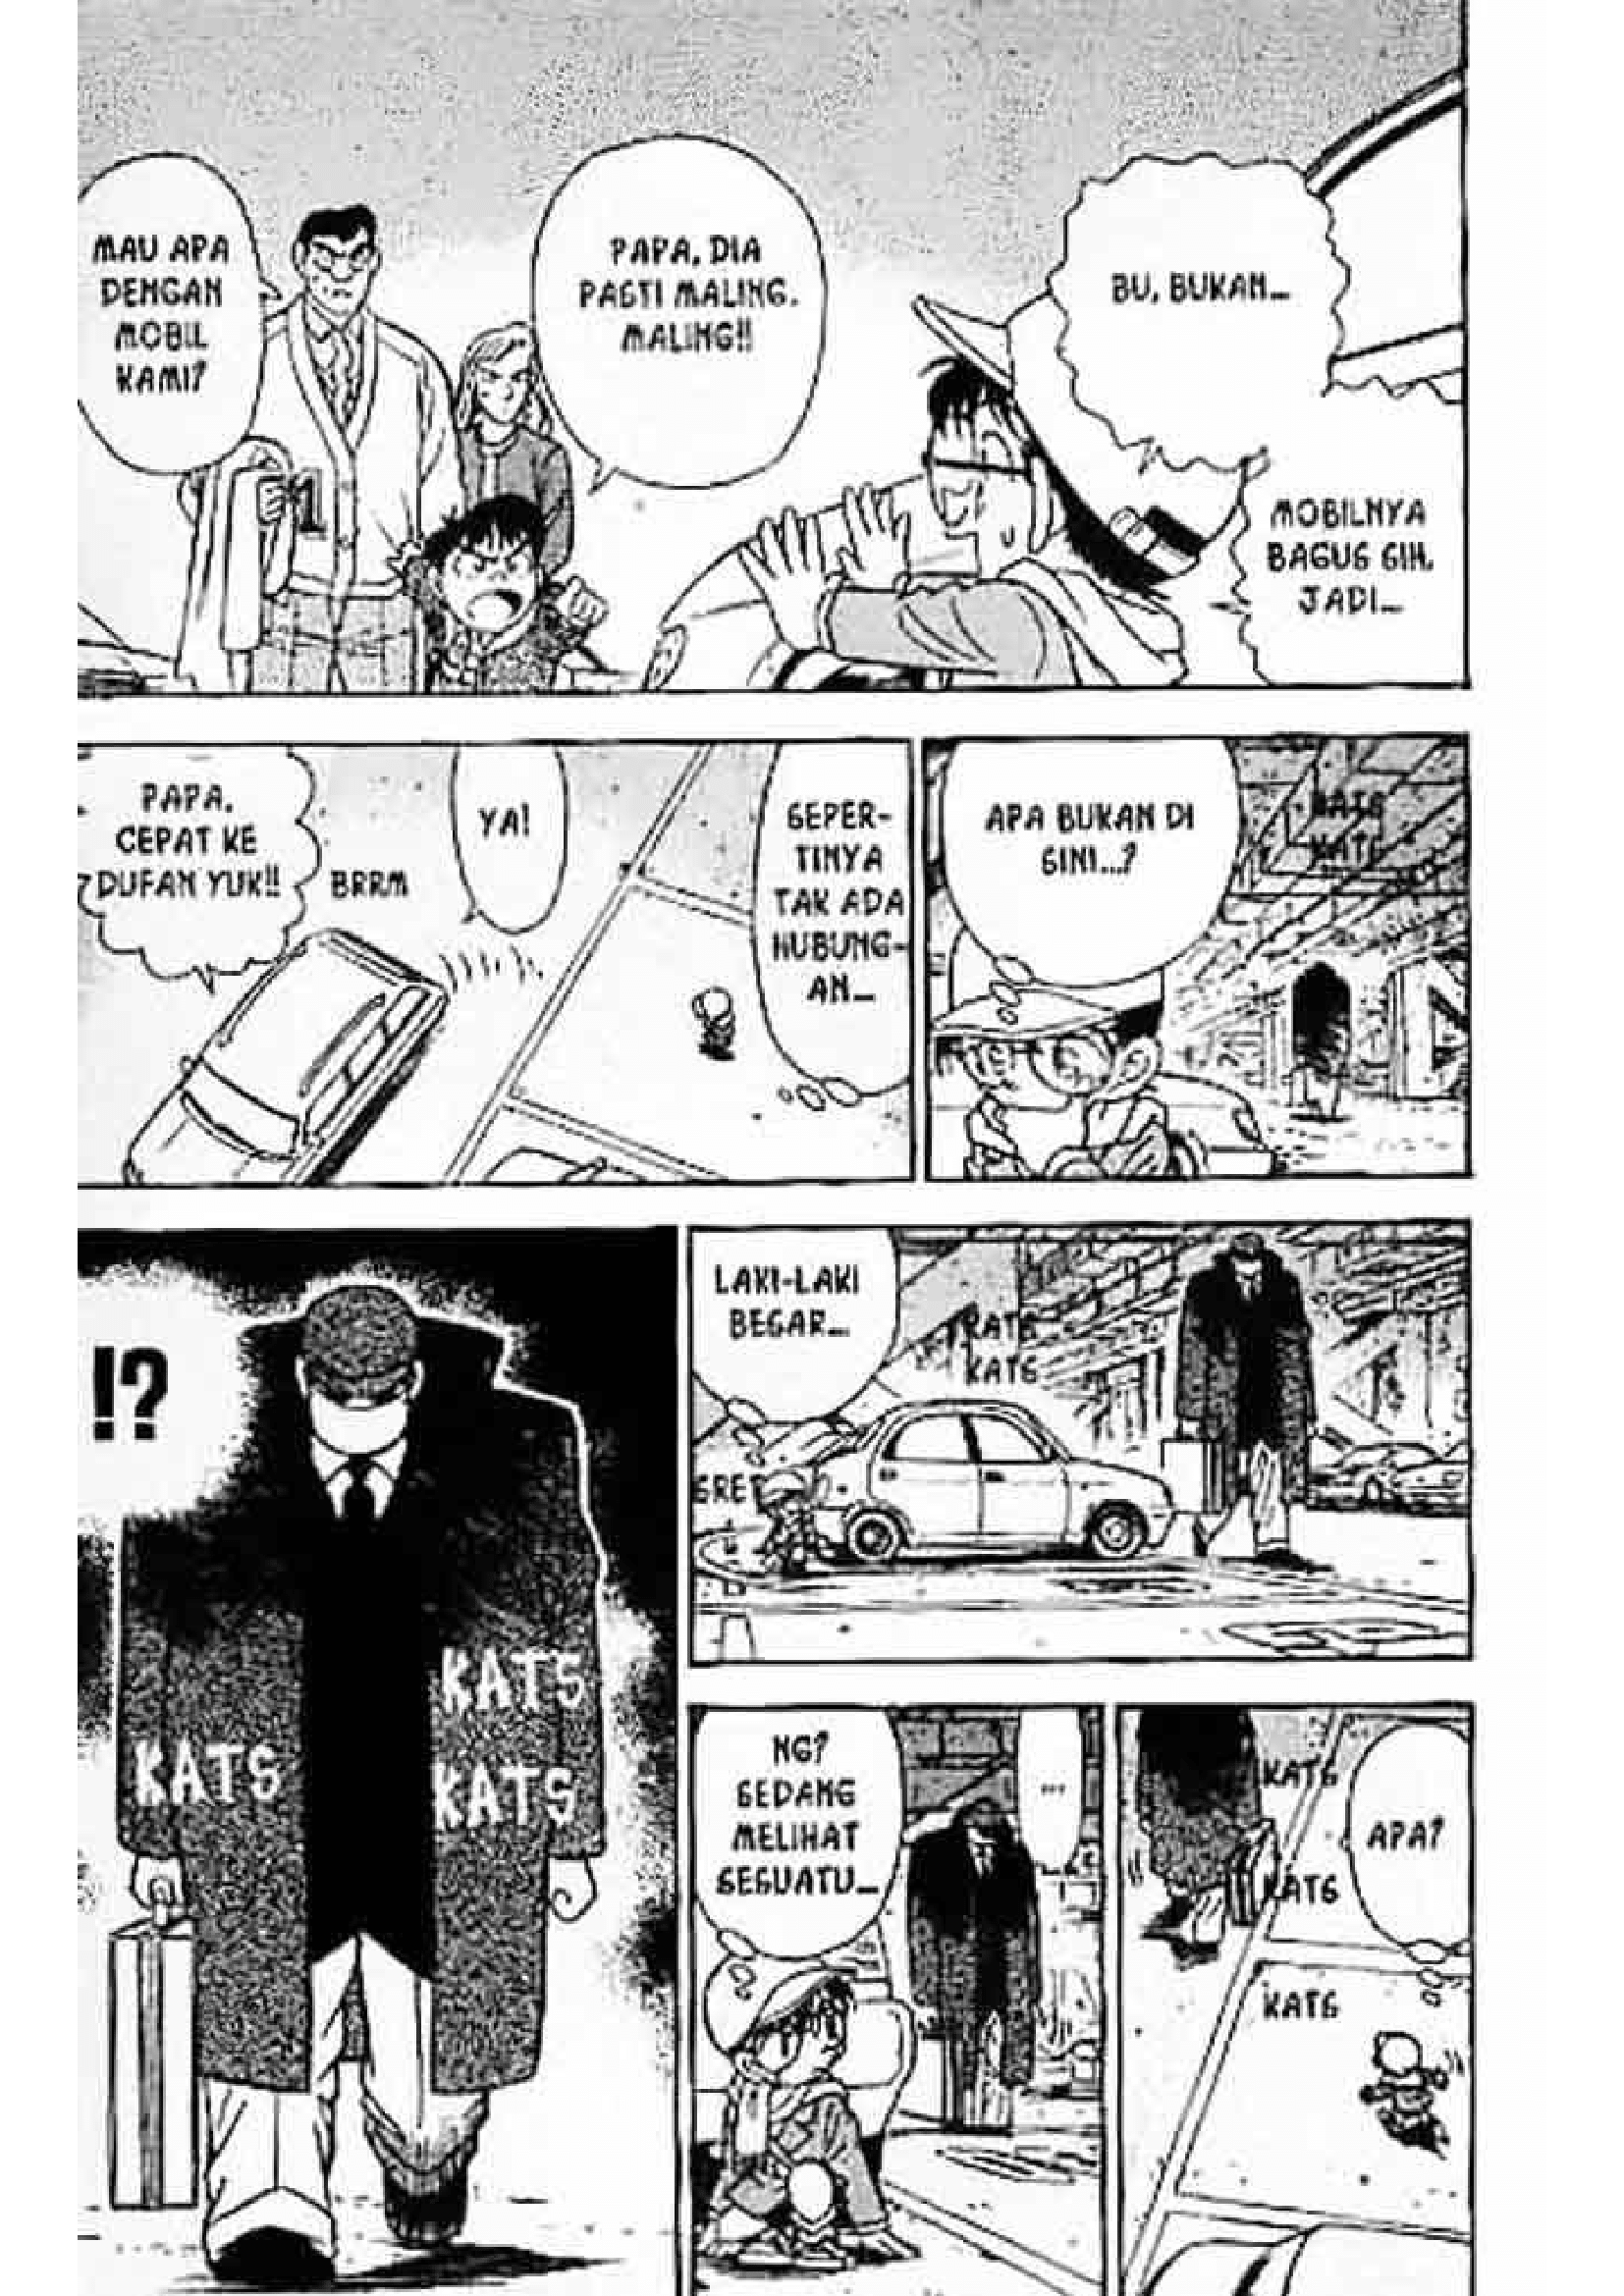 BU, BUKAN...
MOBILNYA
BAGUS SIH,
JADI...
PAPA, DIA
PASTI MALING.
MALING!!
MAU APA
DENGAN
MOBIL
KAMI?
APA BUKAN DI
SINI...?
KATS
KATS
SEPER-
TINYA
TAK ADA
HUBUNG-
AN...
YA!
BRRM
PAPA,
CEPAT KE
DUFAN YUK!!
LAKI-LAKI
BESAR...
KATS
KATS
SRET
!?
KATS
KATS
KATS
APA?
KATS
KATS
KATS
...
NG?
SEDANG
MELIHAT
SESUATU...